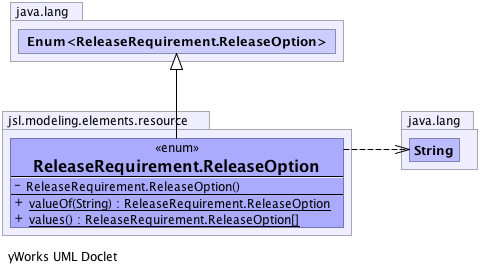 java.lang
Enum<ReleaseRequirement.ReleaseOption>
jsl.modeling.elements.resource
java.lang
«enum»
ReleaseRequirement.ReleaseOption
String
- ReleaseRequirement.ReleaseOption()
+ valueOf(String) : ReleaseRequirement.ReleaseOption
+ values() : ReleaseRequirement.ReleaseOption[]
yWorks UML Doclet